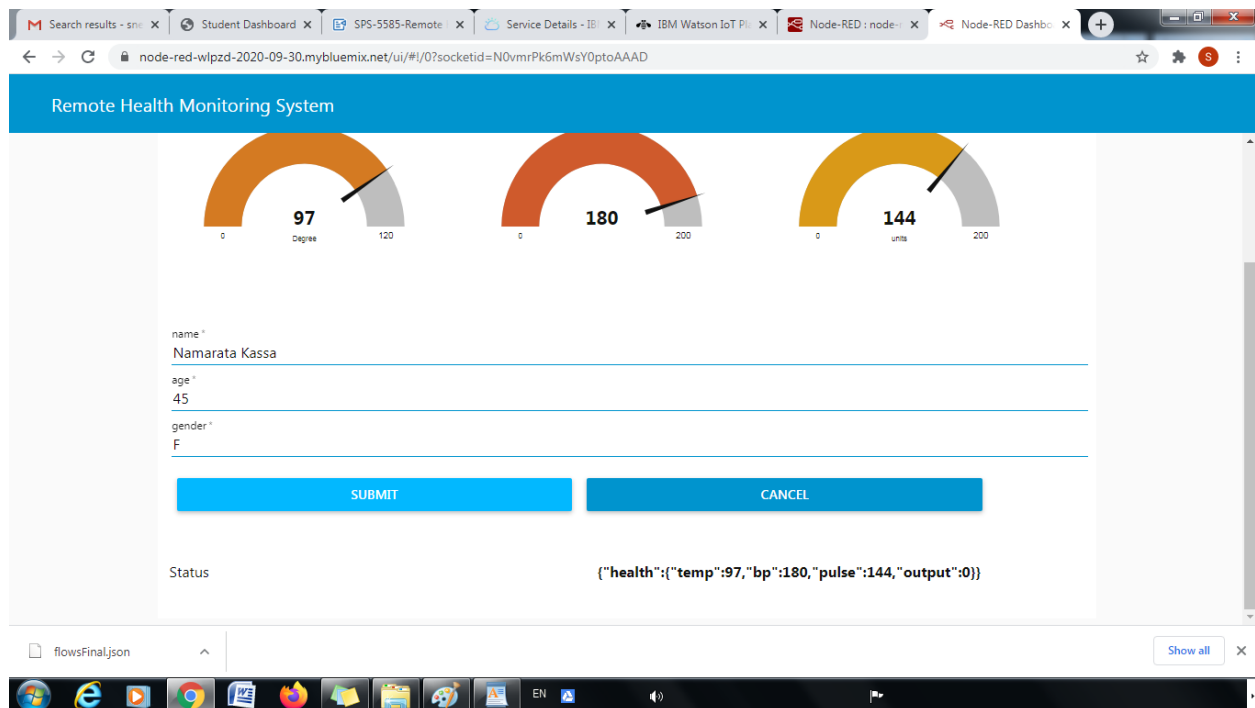 Search results - sne
Student Dashboard
SPS-5585-Remote
Service Details - IB
IBM Watson IoT Pl
Node-RED : node-r
Node-RED Dashbo
node-red-wlpzd-2020-09-30.mybluemix.net/ui/#!/0?socketid=N0vmrPk6mWsY0ptoAAAD
S
Remote Health Monitoring System
97
Degree
0
120
180
0
200
144
units
0
200
name *
Namarata Kassa
age *
45
gender *
F
SUBMIT
CANCEL
Status
{"health":{"temp":97,"bp":180,"pulse":144,"output":0}}
flowsFinal.json
Show all
EN